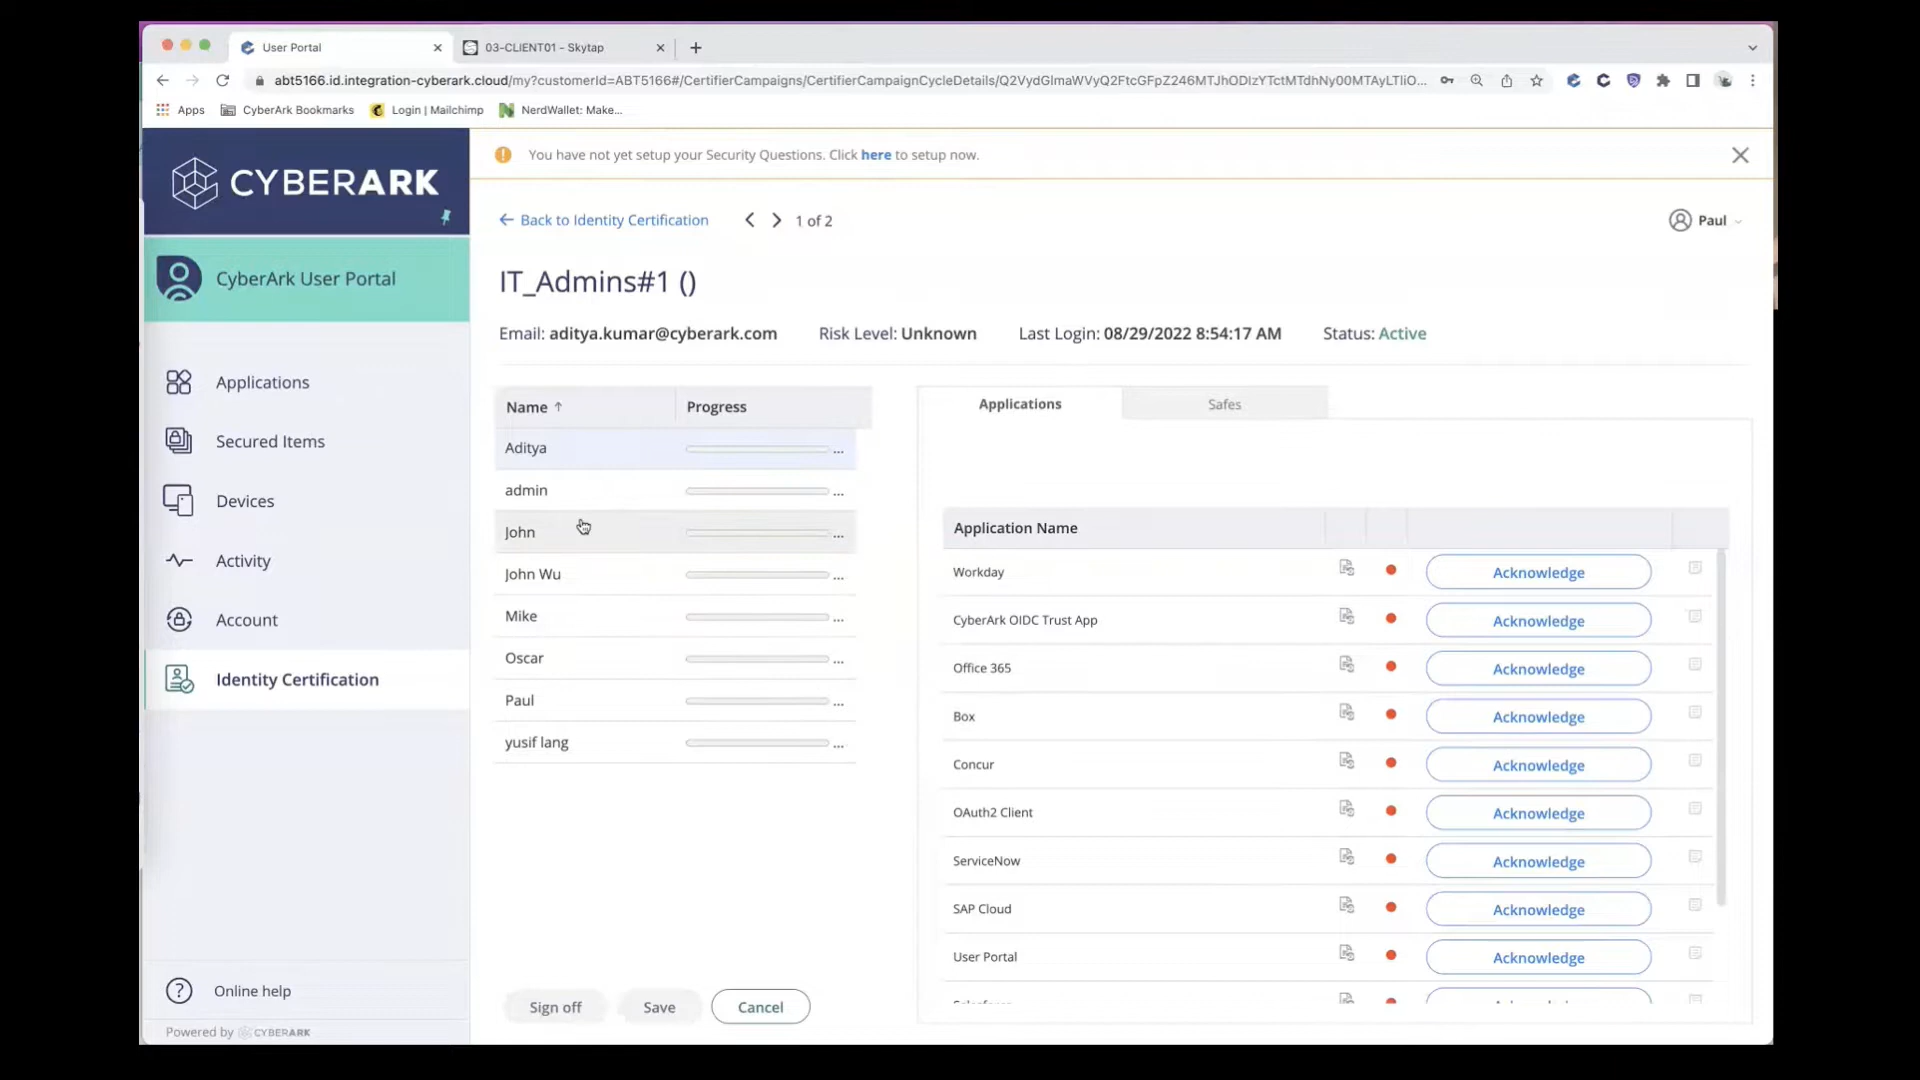 User Portal
03-CLIENT01 - Skytap
abt5166.id.integration-cyberark.cloud/my?customerId=ABT5166#/CertifierCampaigns/CertifierCampaignCycleDetails/
Apps
CyberArk Bookmarks
Login | Mailchimp
NerdWallet: Make...
CYBERARK
You have not yet setup your Security Questions. Click here to setup now.
CyberArk User Portal
Applications
Secured Items
Devices
Activity
Account
Identity Certification
Online help
Powered by CYBERARK
Back to Identity Certification
1 of 2
Paul
IT_Admins#1 ()
Email: aditya.kumar@cyberark.com
Risk Level: Unknown
Last Login: 08/29/2022 8:54:17 AM
Status: Active
Name ↑
Progress
Aditya
...
admin
...
John
...
John Wu
...
Mike
...
Oscar
...
Paul
...
yusif lang
...
Sign off
Save
Cancel
Applications
Safes
Application Name
Workday
Acknowledge
CyberArk OIDC Trust App
Acknowledge
Office 365
Acknowledge
Box
Acknowledge
Concur
Acknowledge
OAuth2 Client
Acknowledge
ServiceNow
Acknowledge
SAP Cloud
Acknowledge
User Portal
Acknowledge